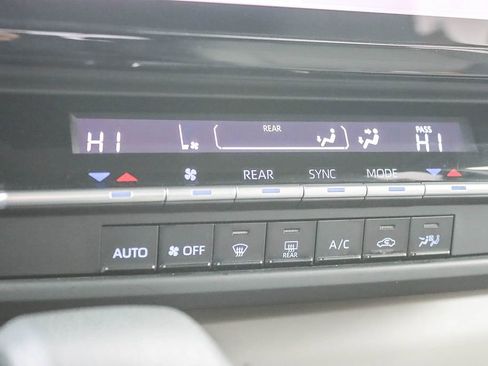 REAR
PASS
HI HI
REAR SYNC MODE
AUTO OFF REAR A/C